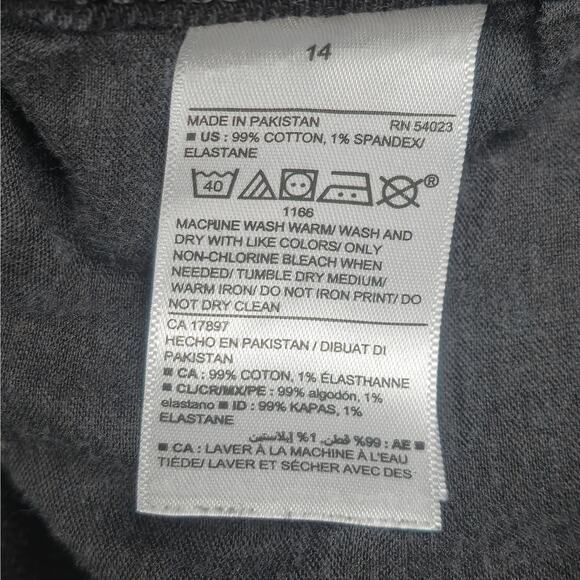 14
MADE IN PAKISTAN RN 54023
■ US : 99% COTTON, 1% SPANDEX/
ELASTANE
40 ®
1166
MACHINE WASH WARM/ WASH AND
DRY WITH LIKE COLORS/ ONLY
NON-CHLORINE BLEACH WHEN
NEEDED/ TUMBLE DRY MEDIUM/
WARM IRON/ DO NOT IRON PRINT/ DO
NOT DRY CLEAN
CA 17897
HECHO EN PAKISTAN / DIBUAT DI
PAKISTAN
■ CA : 99% COTON, 1% ÉLASTHANNE
■ CL/CR/MX/PE : 99% algodón, 1%
elastano ■ ID : 99% KAPAS, 1%
ELASTANE
■ AE : 99% قطن, 1% إيلاستين
■ CA : LAVER À LA MACHINE À L'EAU
TIÈDE/ LAVER ET SÉCHER AVEC DES